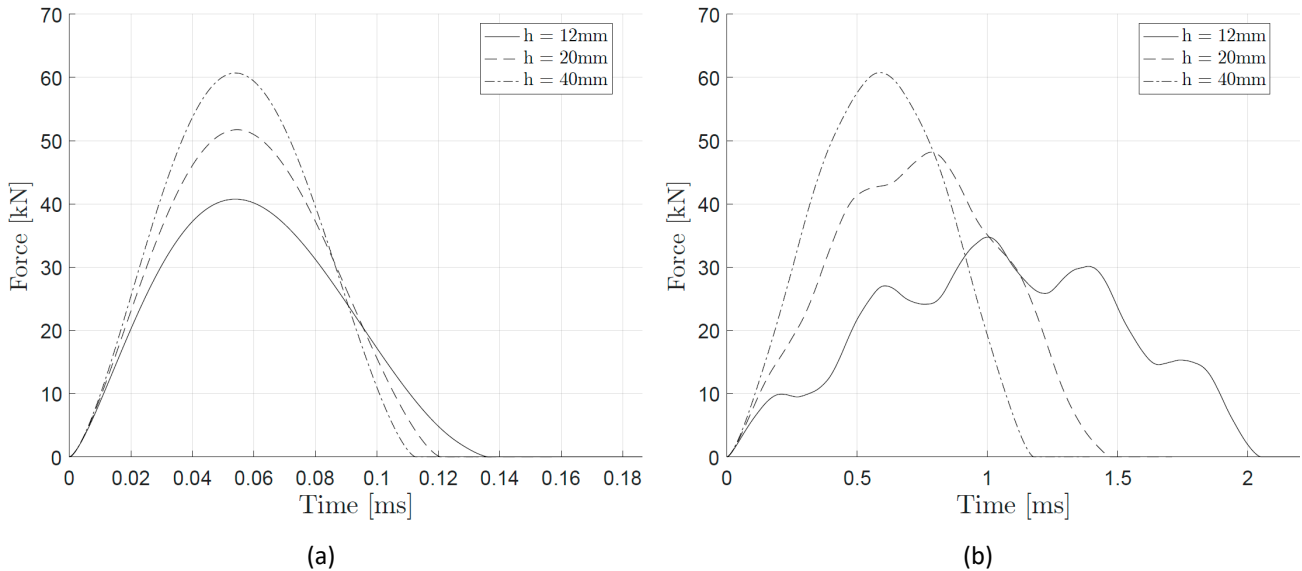 70
60
50
40
30
20
10
0
Force [kN]
h = 12mm
h = 20mm
h = 40mm
0 0.02 0.04 0.06 0.08 0.1 0.12 0.14 0.16 0.18
Time [ms]
(a)
70
60
50
40
30
20
10
0
Force [kN]
h = 12mm
h = 20mm
h = 40mm
0 0.5 1 1.5 2
Time [ms]
(b)